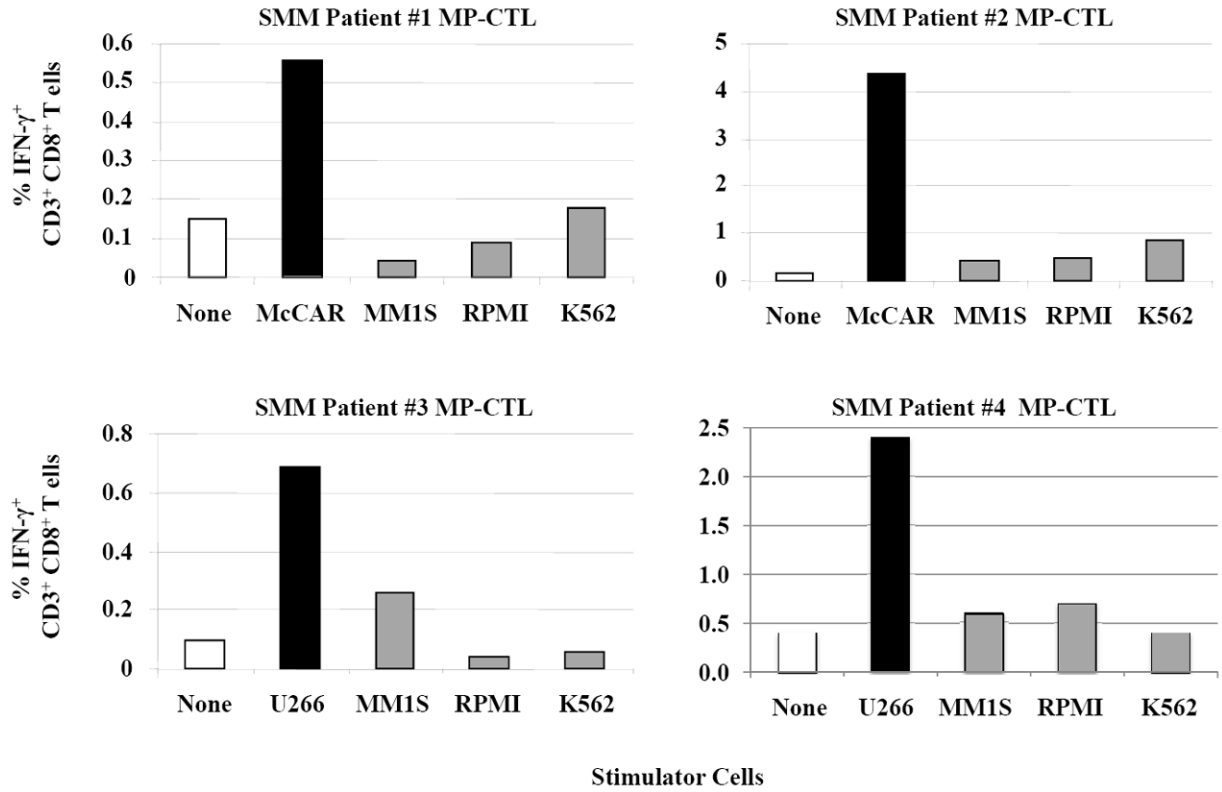 SMM Patient #1 MP-CTL
% IFN-γ+
CD3+ CD8+ T cells
0.6
0.5
0.4
0.3
0.2
0.1
0
None McCAR MM1S RPMI K562
SMM Patient #2 MP-CTL
5
4
3
2
1
0
None McCAR MM1S RPMI K562
SMM Patient #3 MP-CTL
% IFN-γ+
CD3+ CD8+ T cells
0.8
0.6
0.4
0.2
0
None U266 MM1S RPMI K562
SMM Patient #4 MP-CTL
2.5
2.0
1.5
1.0
0.5
0.0
None U266 MM1S RPMI K562
Stimulator Cells